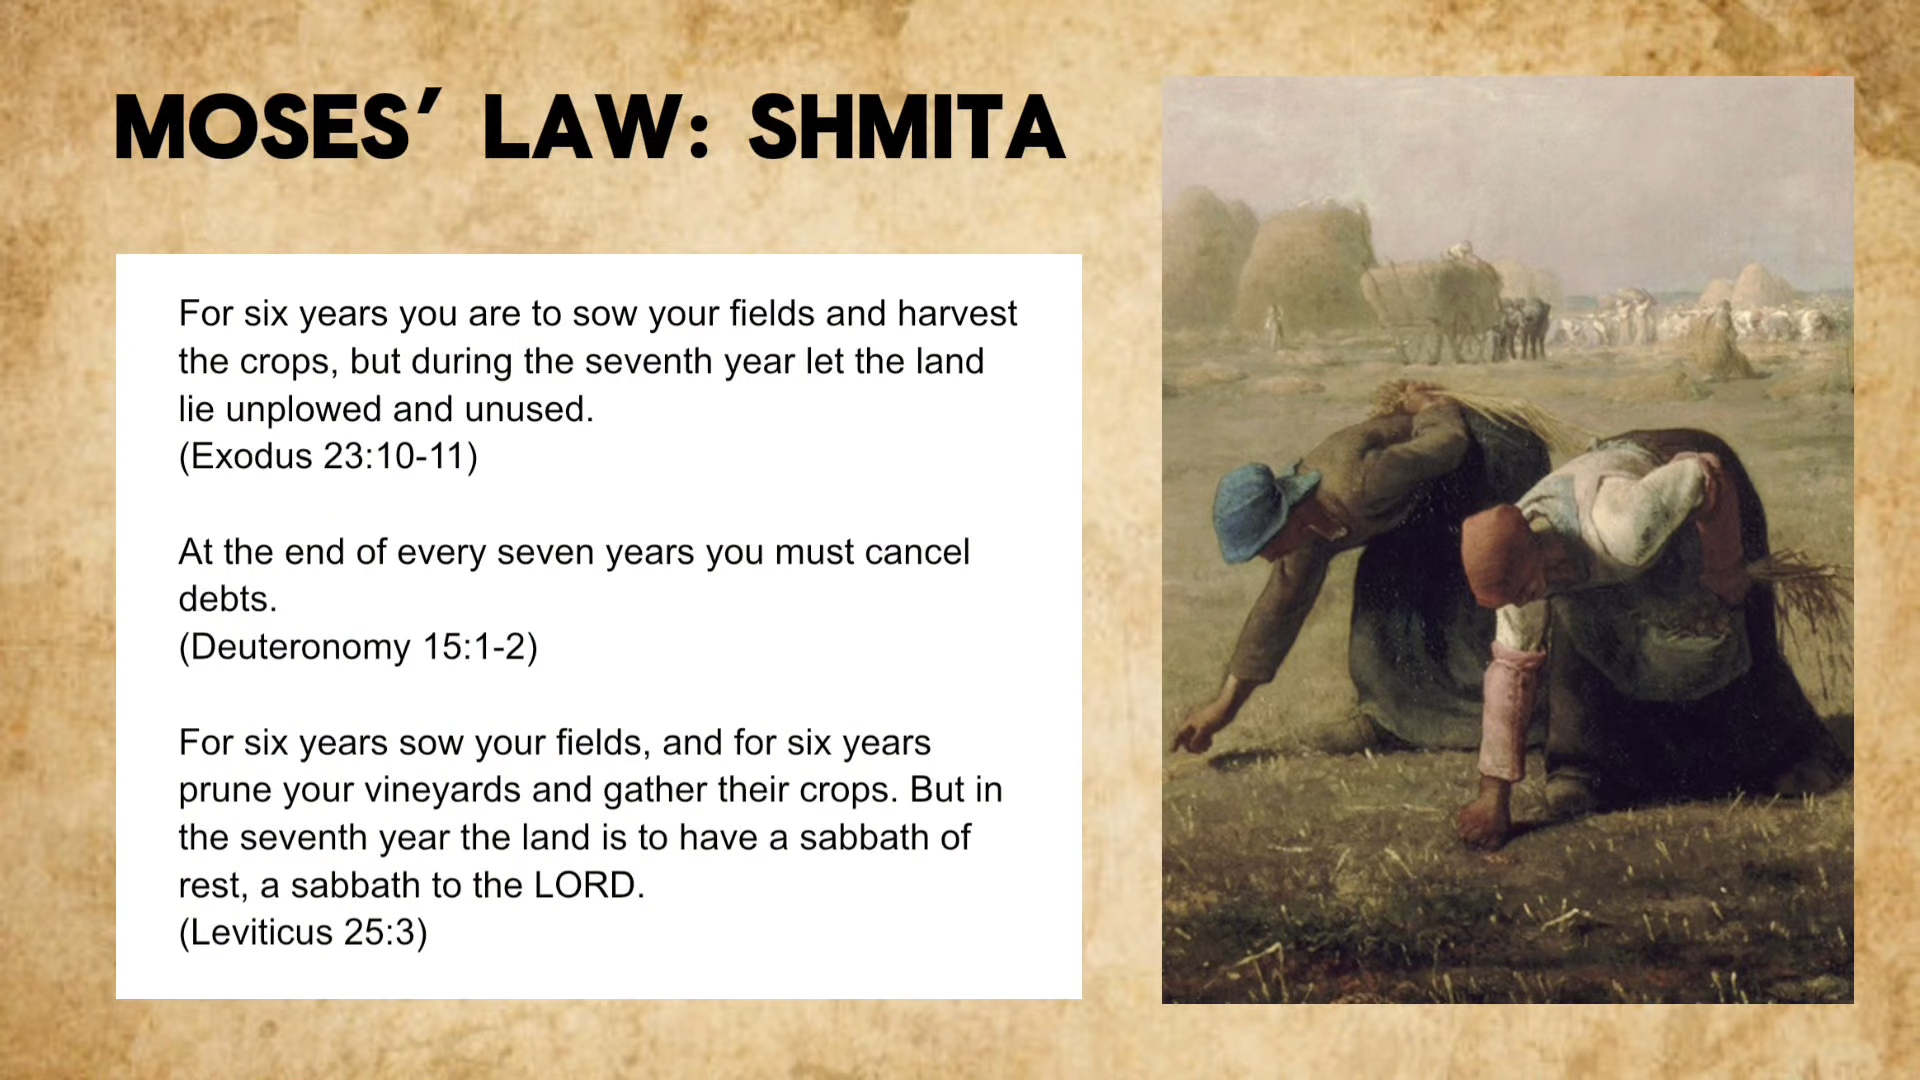 MOSES’ LAW: SHMITA
For six years you are to sow your fields and harvest
the crops, but during the seventh year let the land
lie unplowed and unused.
(Exodus 23:10-11)
At the end of every seven years you must cancel
debts.
(Deuteronomy 15:1-2)
For six years sow your fields, and for six years
prune your vineyards and gather their crops. But in
the seventh year the land is to have a sabbath of
rest, a sabbath to the LORD.
(Leviticus 25:3)